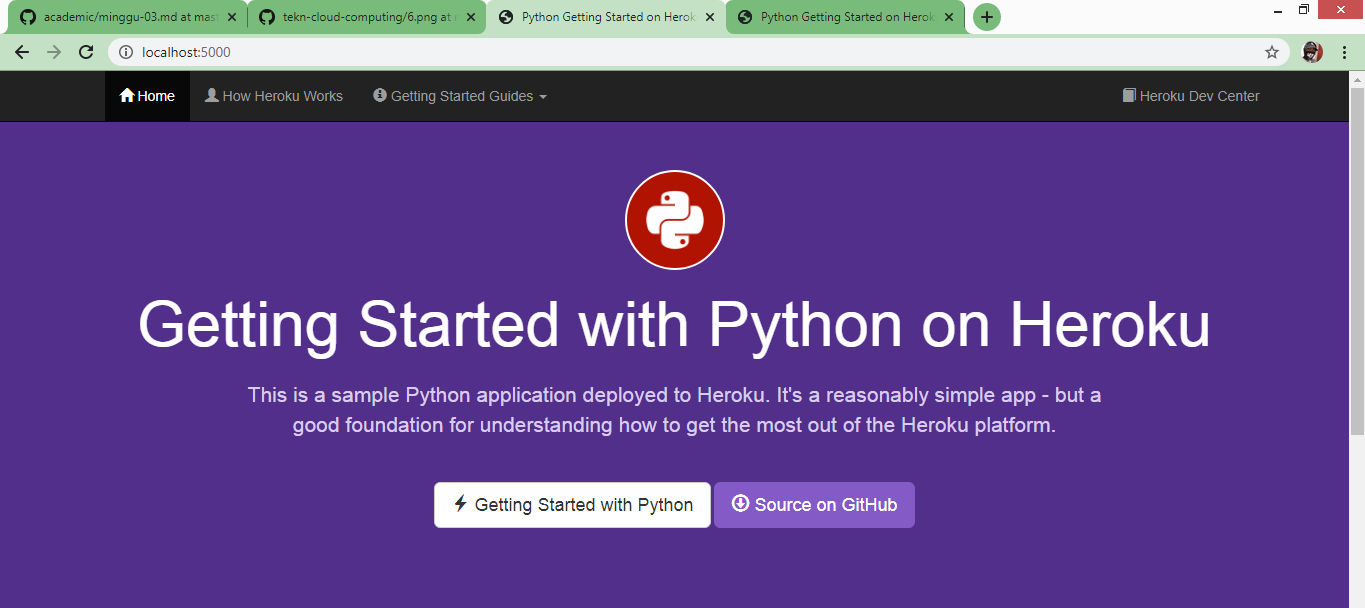 academic/minggu-03.md at mast
tekn-cloud-computing/6.png at
Python Getting Started on Herok
Python Getting Started on Herok
localhost:5000
Home
How Heroku Works
Getting Started Guides
Heroku Dev Center
Getting Started with Python on Heroku
This is a sample Python application deployed to Heroku. It's a reasonably simple app - but a
good foundation for understanding how to get the most out of the Heroku platform.
Getting Started with Python
Source on GitHub